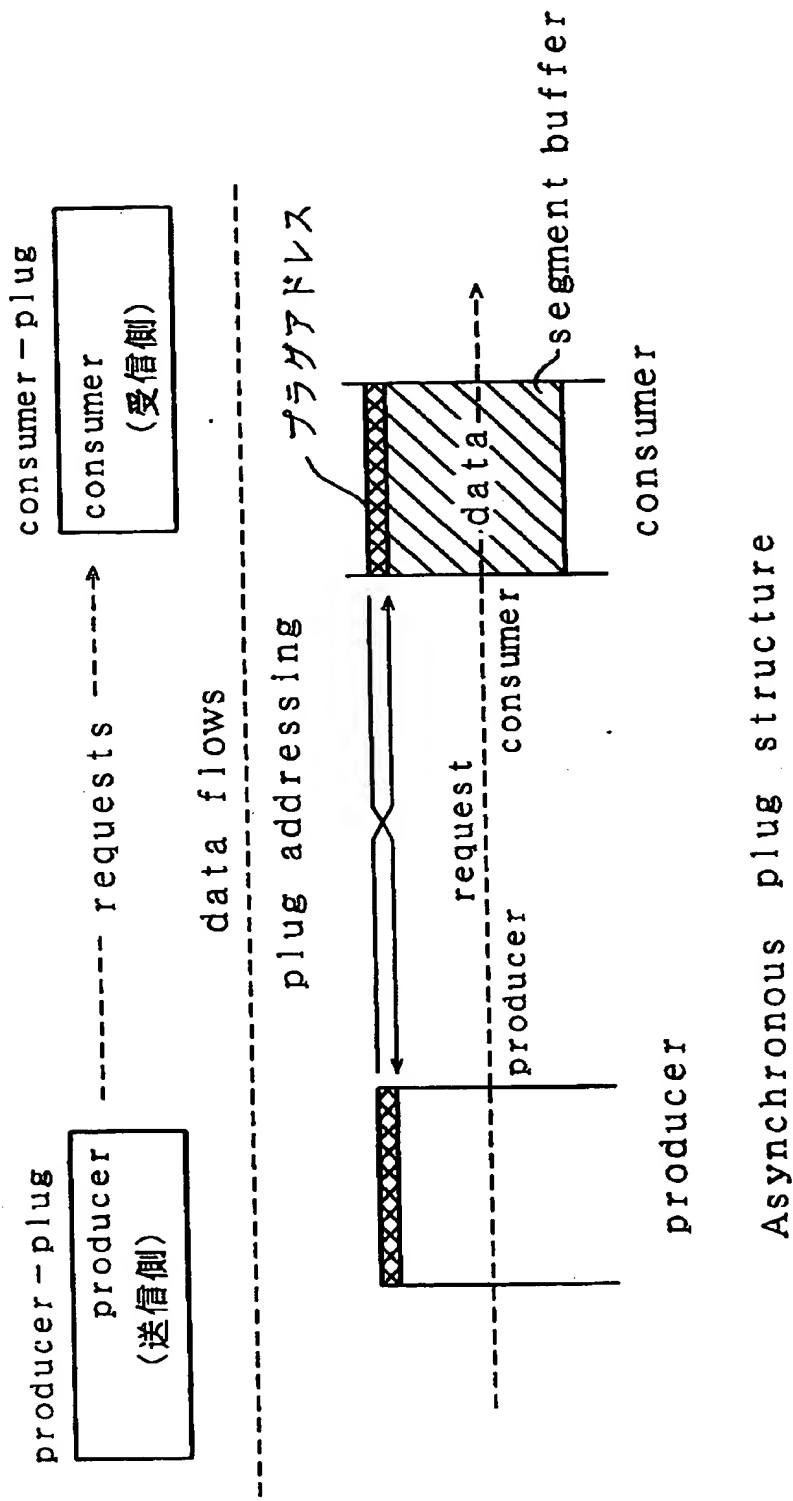 producer-plug
producer
(送信側)
requests
consumer-plug
consumer
(受信側)
data flows
plug addressing
プラグアドレス
request
producer
consumer
data
segment buffer
producer
consumer
Asynchronous plug structure